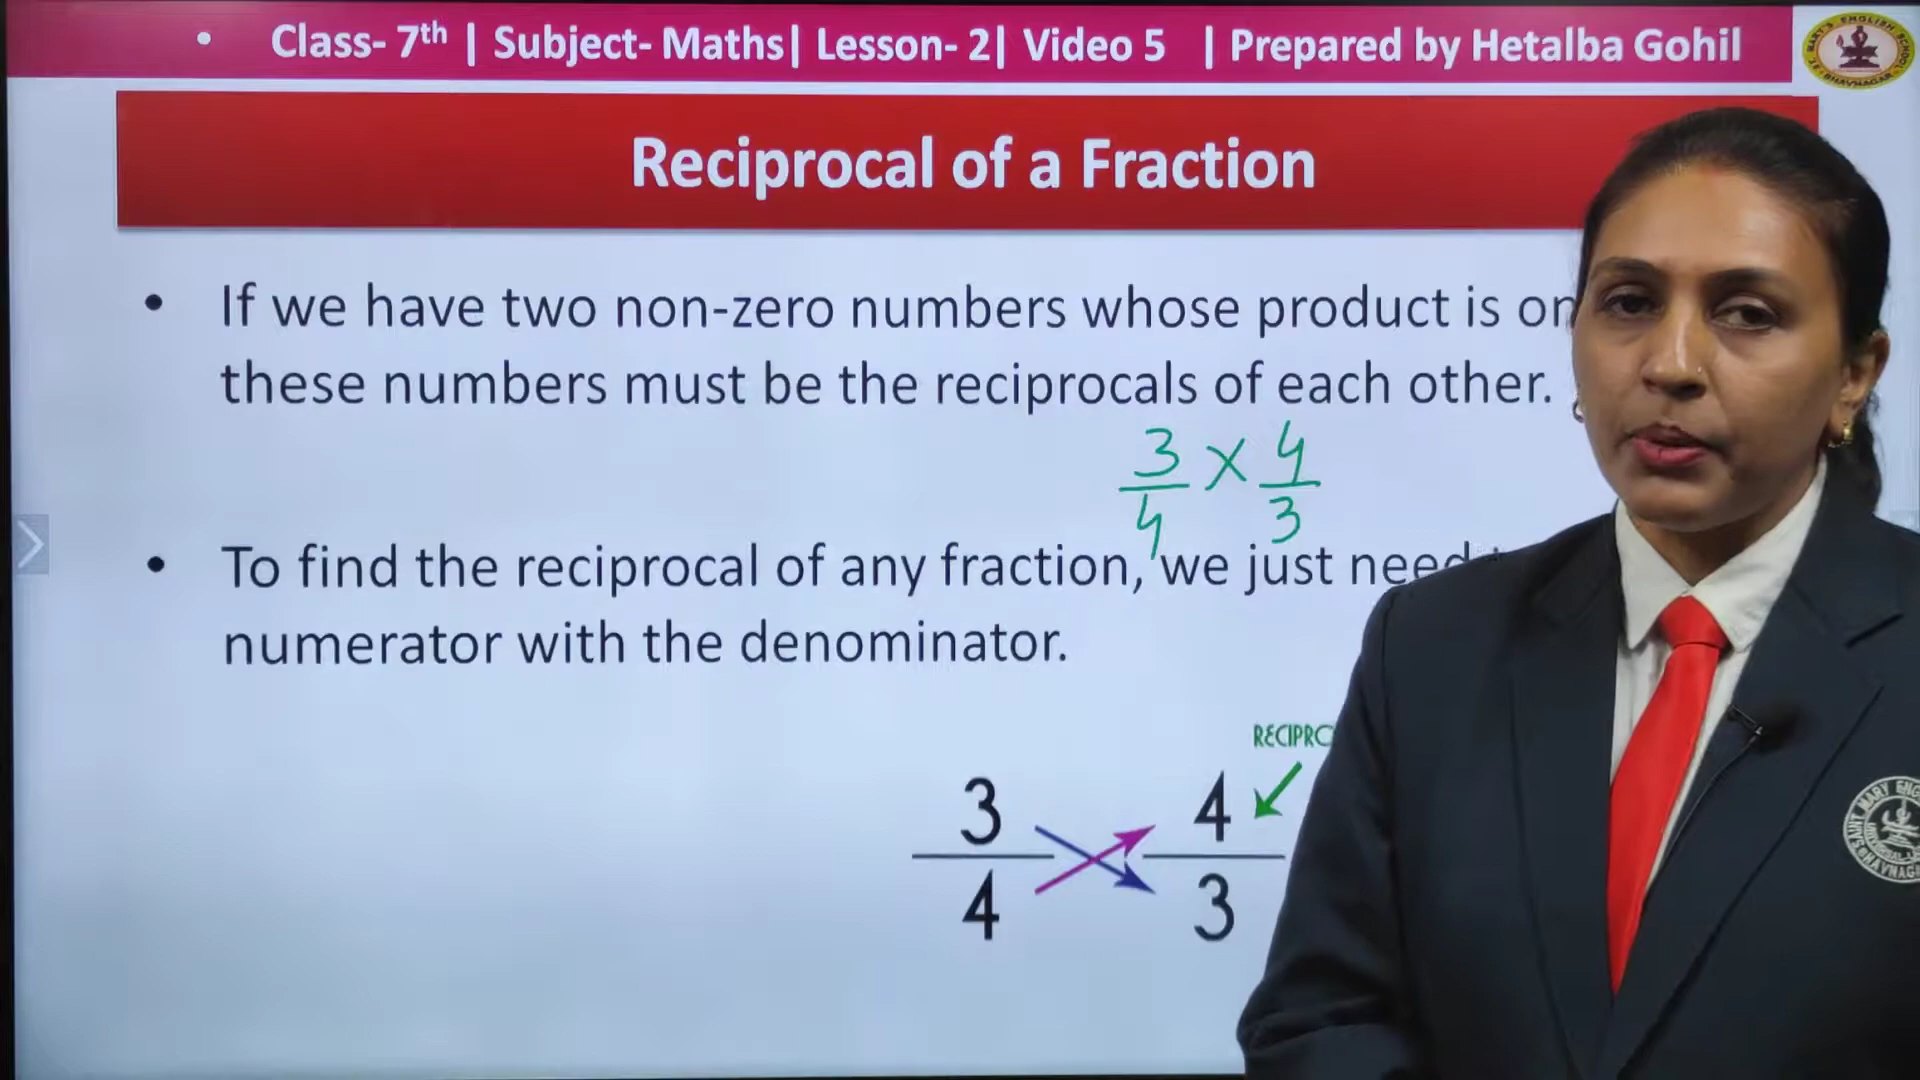 • Class- 7th | Subject- Maths| Lesson- 2| Video 5 | Prepared by Hetalba Gohil
Reciprocal of a Fraction
• If we have two non-zero numbers whose product is
these numbers must be the reciprocals of each other.
3/4 × 4/3
• To find the reciprocal of any fraction, we just need
numerator with the denominator.
3/4 4/3